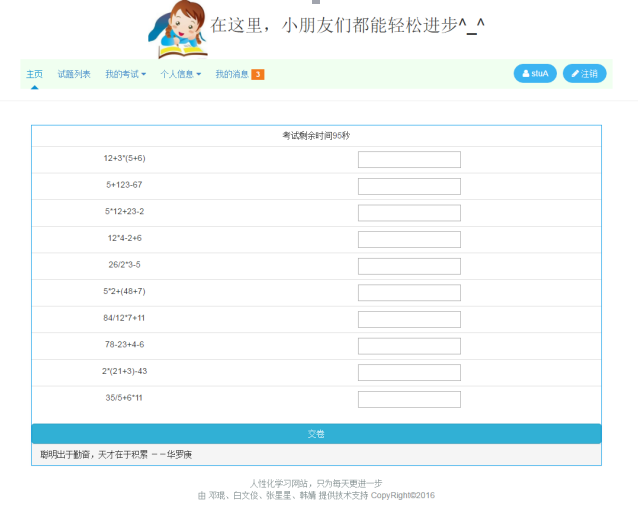 在这里，小朋友们都能轻松进步^_^
主页 试题列表 我的考试 个人信息 我的消息 3 stuA 注销
考试剩余时间95秒
12+3*(5+6)
5+123-67
5*12+23-2
12*4-2+6
26/2*3-5
5*2+(48+7)
84/12*7+11
78-23+4-6
2*(21+3)-43
35/5+6*11
交卷
聪明出于勤奋，天才在于积累 －－华罗庚
人性化学习网站，只为每天更进一步
由 邓琨、白文俊、张星星、韩婧 提供技术支持 CopyRight©2016